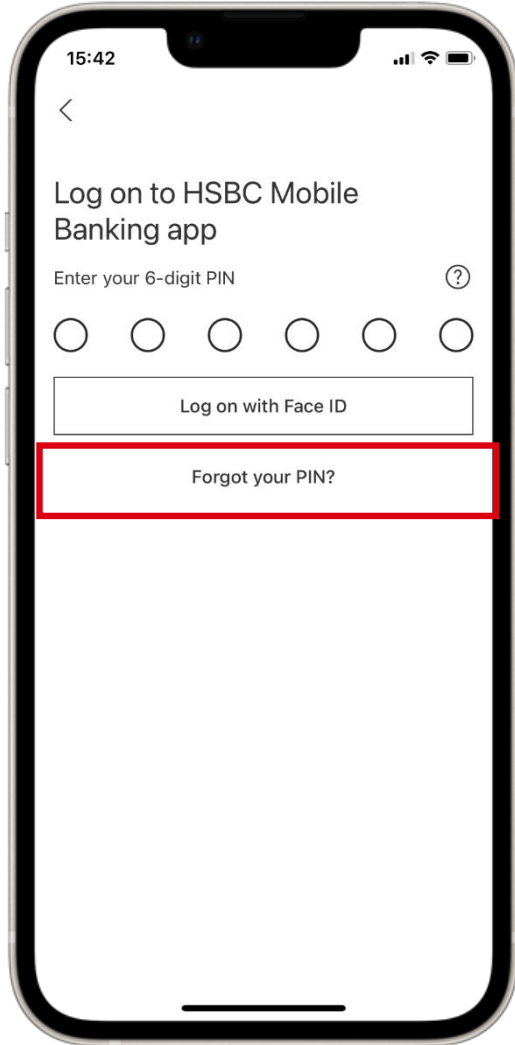 15:42
Log on to HSBC Mobile
Banking app
Enter your 6-digit PIN
?
Log on with Face ID
Forgot your PIN?